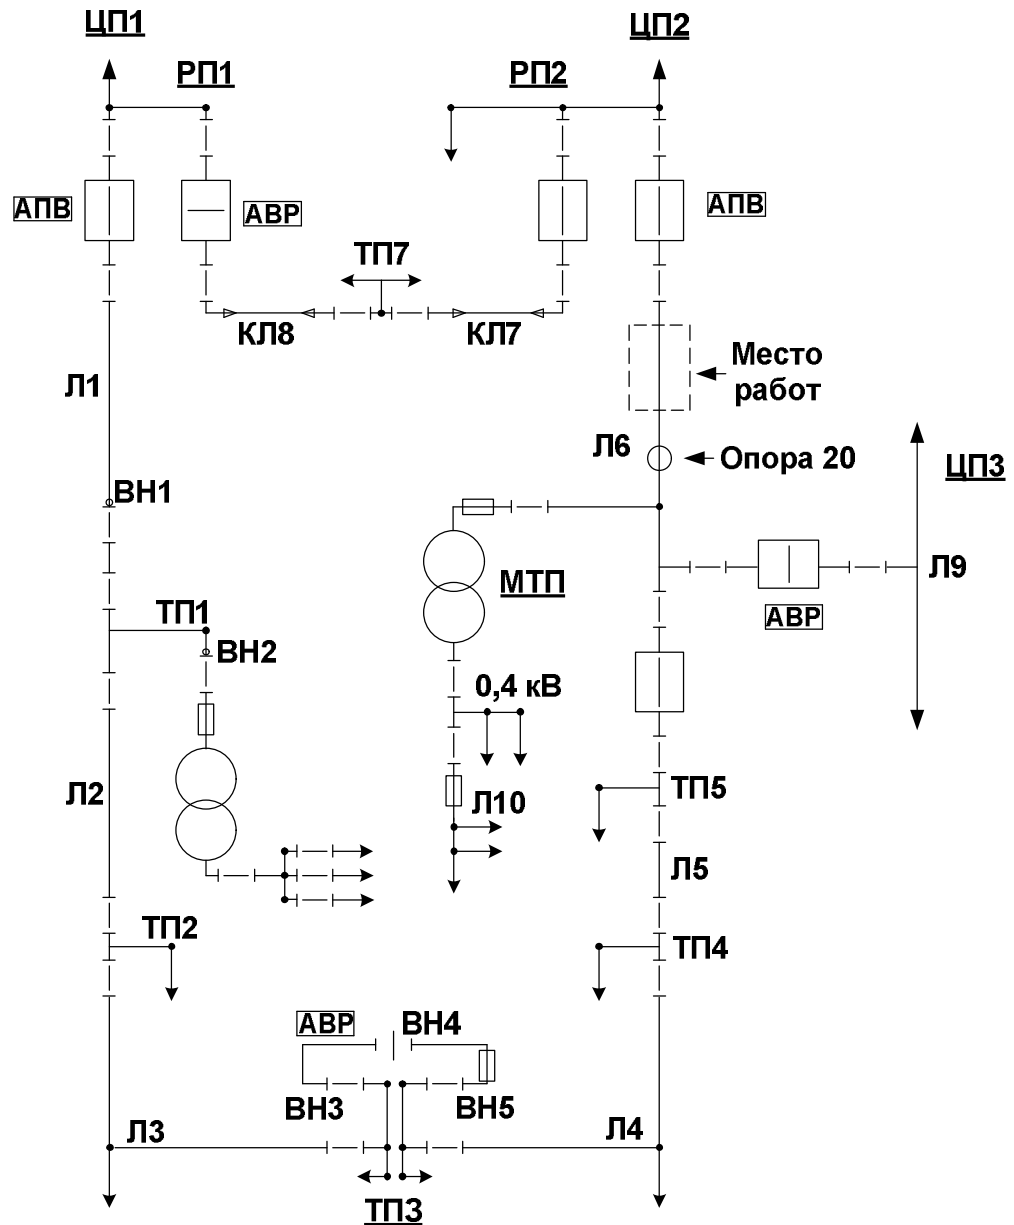 ЦП1
ЦП2
РП1
РП2
АПВ
АВР
АПВ
ТП7
КЛ8
КЛ7
Место
работ
Л1
Л6
Опора 20
ЦП3
ВН1
МТП
Л9
ТП1
АВР
ВН2
0,4 кВ
Л2
Л10
ТП5
Л5
ТП2
ТП4
АВР
ВН4
ВН3
ВН5
Л3
Л4
ТП3